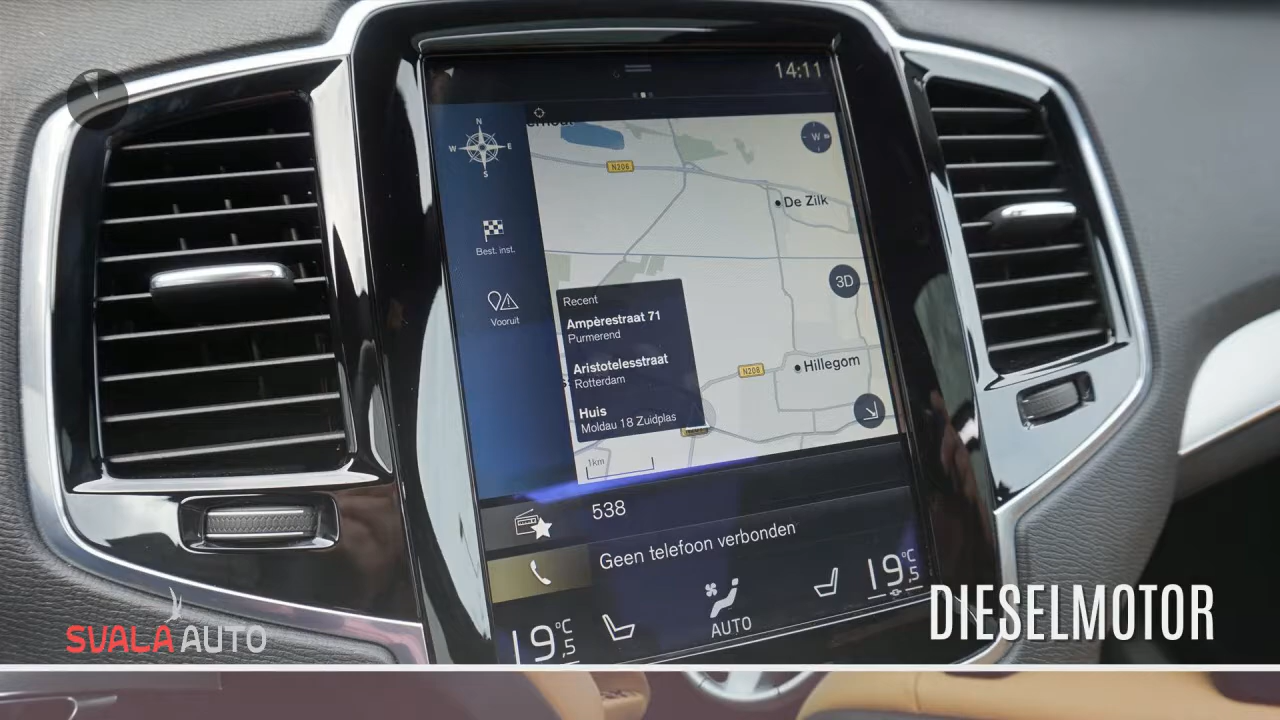 14:11
N
W
E
S
N206
W
De Zilk
Best. inst.
3D
Vooruit
Recent
Ampèrestraat 71
Purmerend
Aristotelesstraat
Rotterdam
Huis
Moldau 18 Zuidplas
N208
Hillegom
1km
538
Geen telefoon verbonden
19,5 °C
AUTO
19,5 °C
SVALA AUTO
DIESELMOTOR